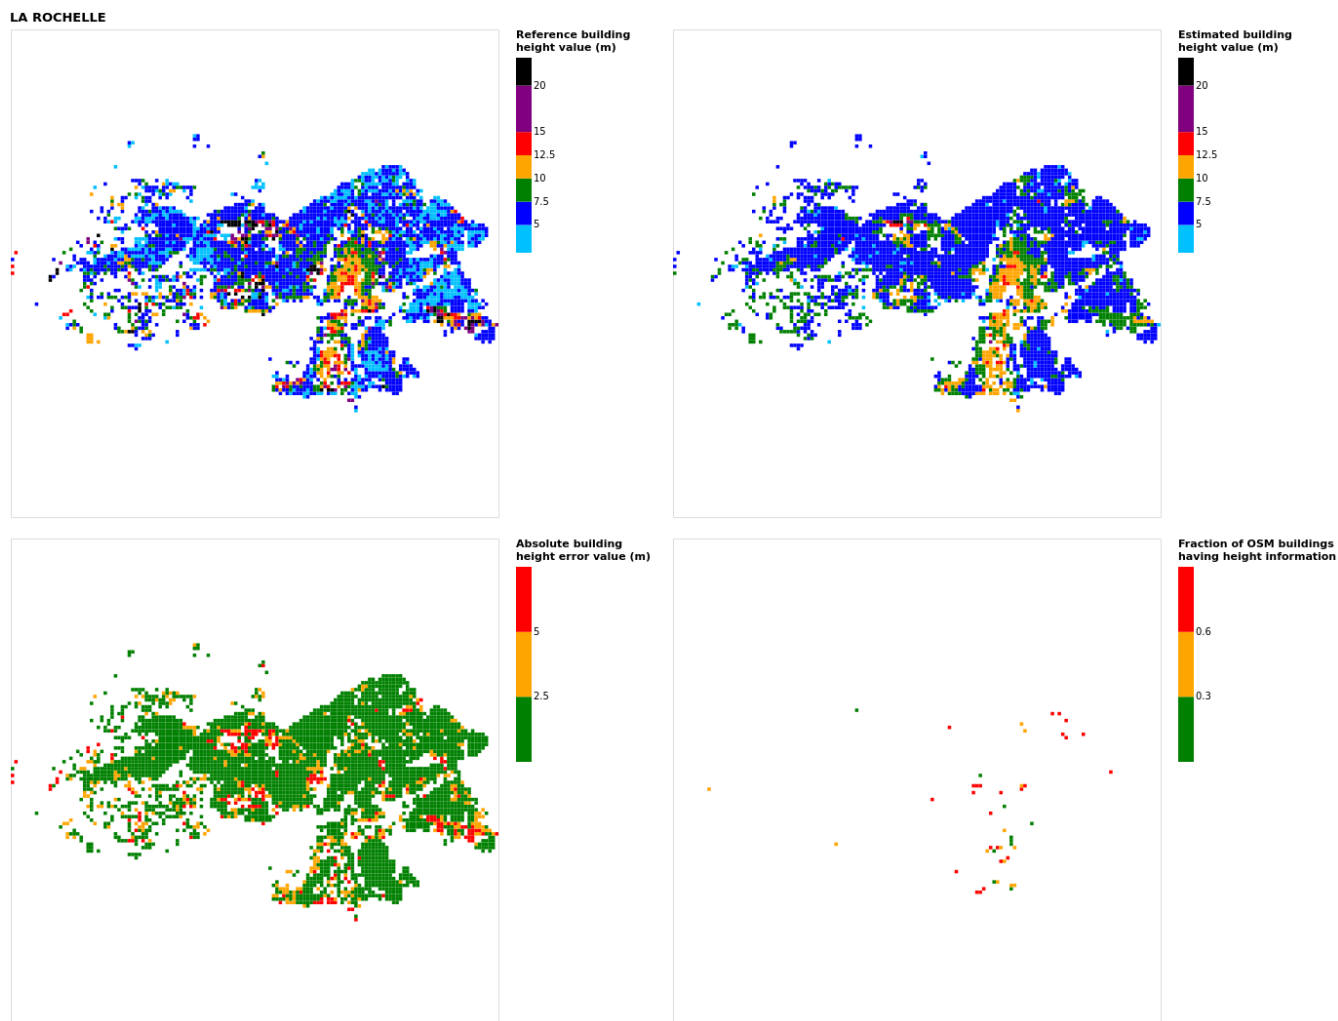 LA ROCHELLE
Reference building
height value (m)
20
15
12.5
10
7.5
5
Estimated building
height value (m)
20
15
12.5
10
7.5
5
Absolute building
height error value (m)
5
2.5
Fraction of OSM buildings
having height information
0.6
0.3